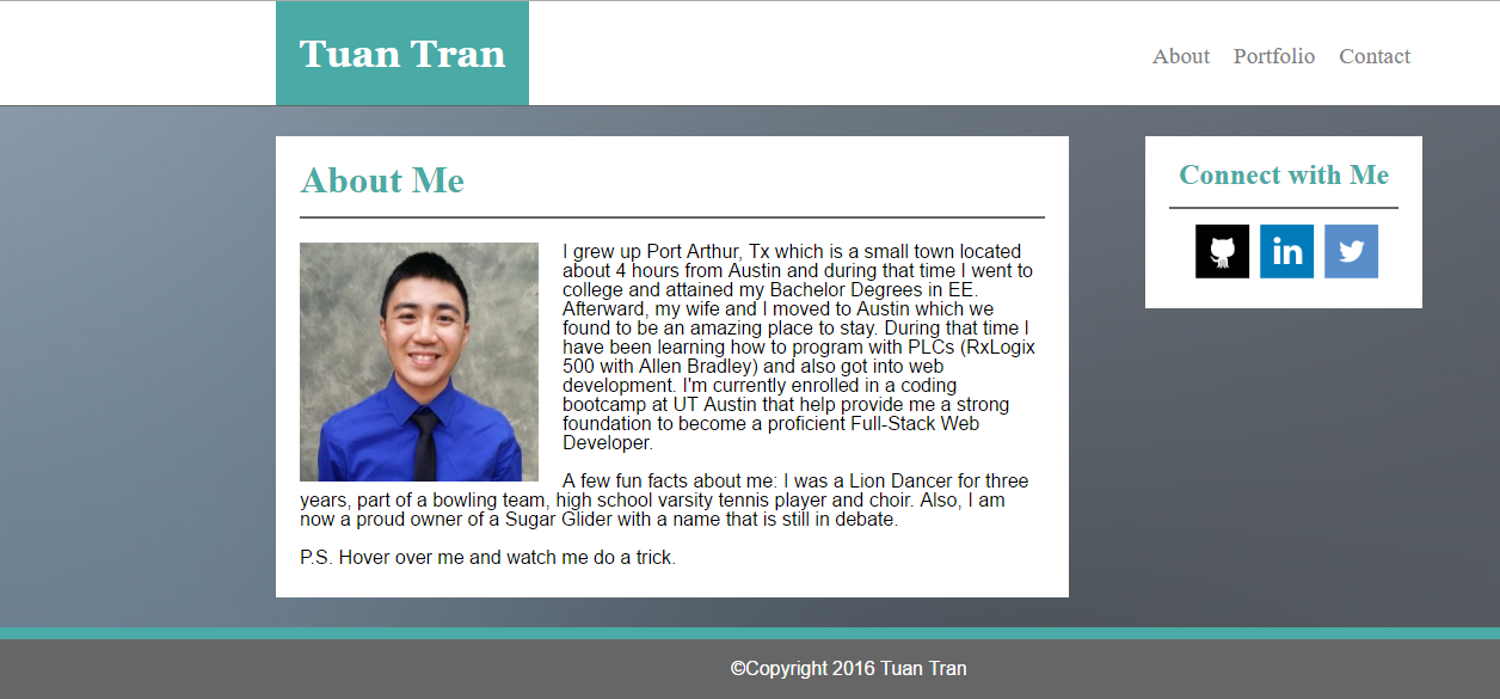 Tuan Tran
About Portfolio Contact
About Me
I grew up Port Arthur, Tx which is a small town located
about 4 hours from Austin and during that time I went to
college and attained my Bachelor Degrees in EE.
Afterward, my wife and I moved to Austin which we
found to be an amazing place to stay. During that time I
have been learning how to program with PLCs (RxLogix
500 with Allen Bradley) and also got into web
development. I'm currently enrolled in a coding
bootcamp at UT Austin that help provide me a strong
foundation to become a proficient Full-Stack Web
Developer.
A few fun facts about me: I was a Lion Dancer for three
years, part of a bowling team, high school varsity tennis player and choir. Also, I am
now a proud owner of a Sugar Glider with a name that is still in debate.
P.S. Hover over me and watch me do a trick.
Connect with Me
in
©Copyright 2016 Tuan Tran